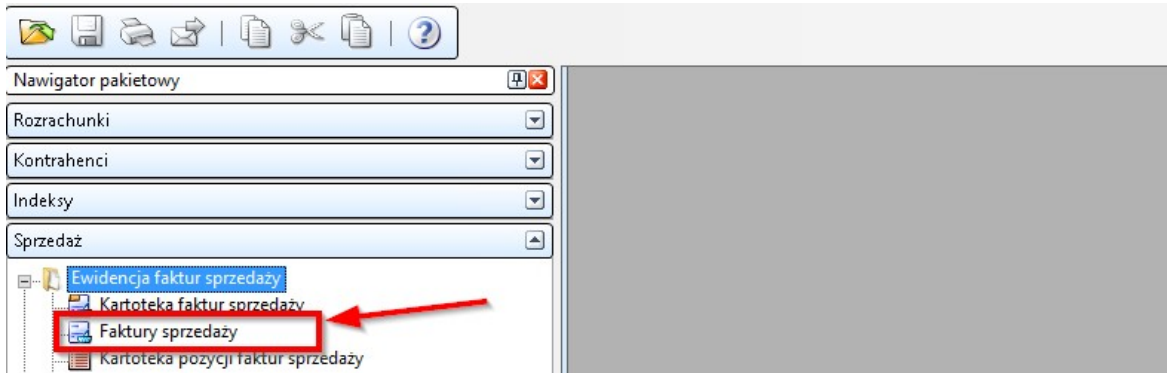 Nawigator pakietowy
Rozrachunki
Kontrahenci
Indeksy
Sprzedaż
Ewidencja faktur sprzedaży
Kartoteka faktur sprzedaży
Faktury sprzedaży
Kartoteka pozycji faktur sprzedaży